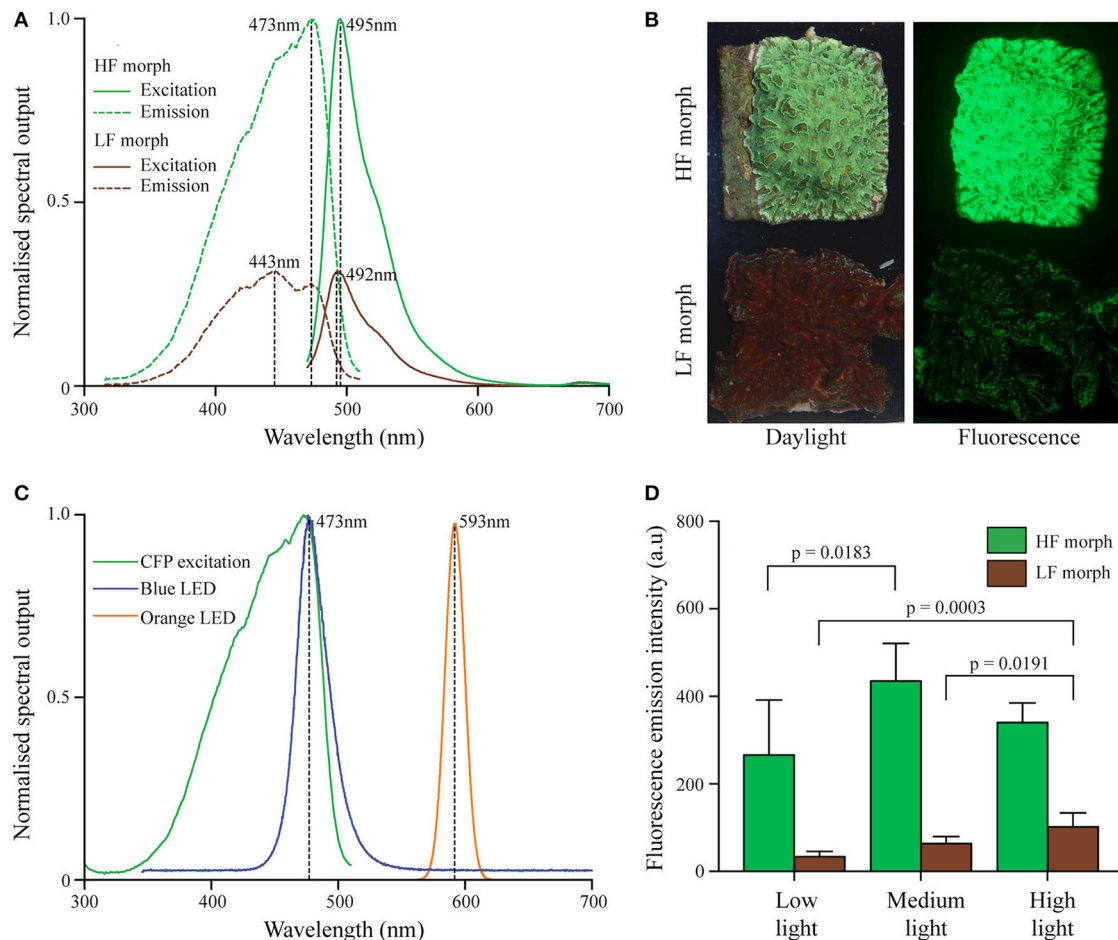 A
473nm
495nm
1.0
HF morph
Excitation
Emission
LF morph
Excitation
Emission
0.5
443nm
492nm
0
300
400
500
600
700
Normalised spectral output
Wavelength (nm)
B
HF morph
LF morph
Daylight
Fluorescence
C
1.0
473nm
593nm
CFP excitation
Blue LED
Orange LED
0.5
0
300
400
500
600
700
Normalised spectral output
Wavelength (nm)
D
800
600
400
200
0
Fluorescence emission intensity (a.u)
HF morph
LF morph
p = 0.0183
p = 0.0003
p = 0.0191
Low
light
Medium
light
High
light